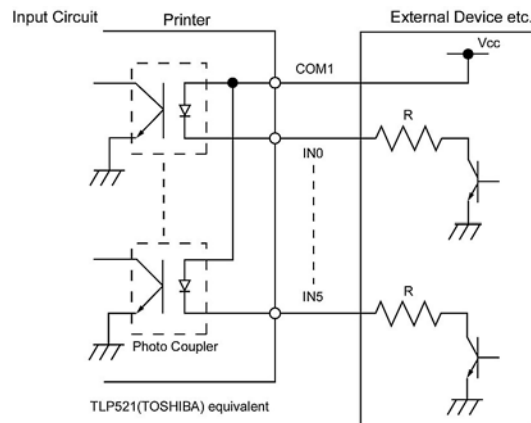 Input Circuit
Printer
External Device etc.
Vcc
COM1
R
IN0
IN5
R
Photo Coupler
TLP521(TOSHIBA) equivalent